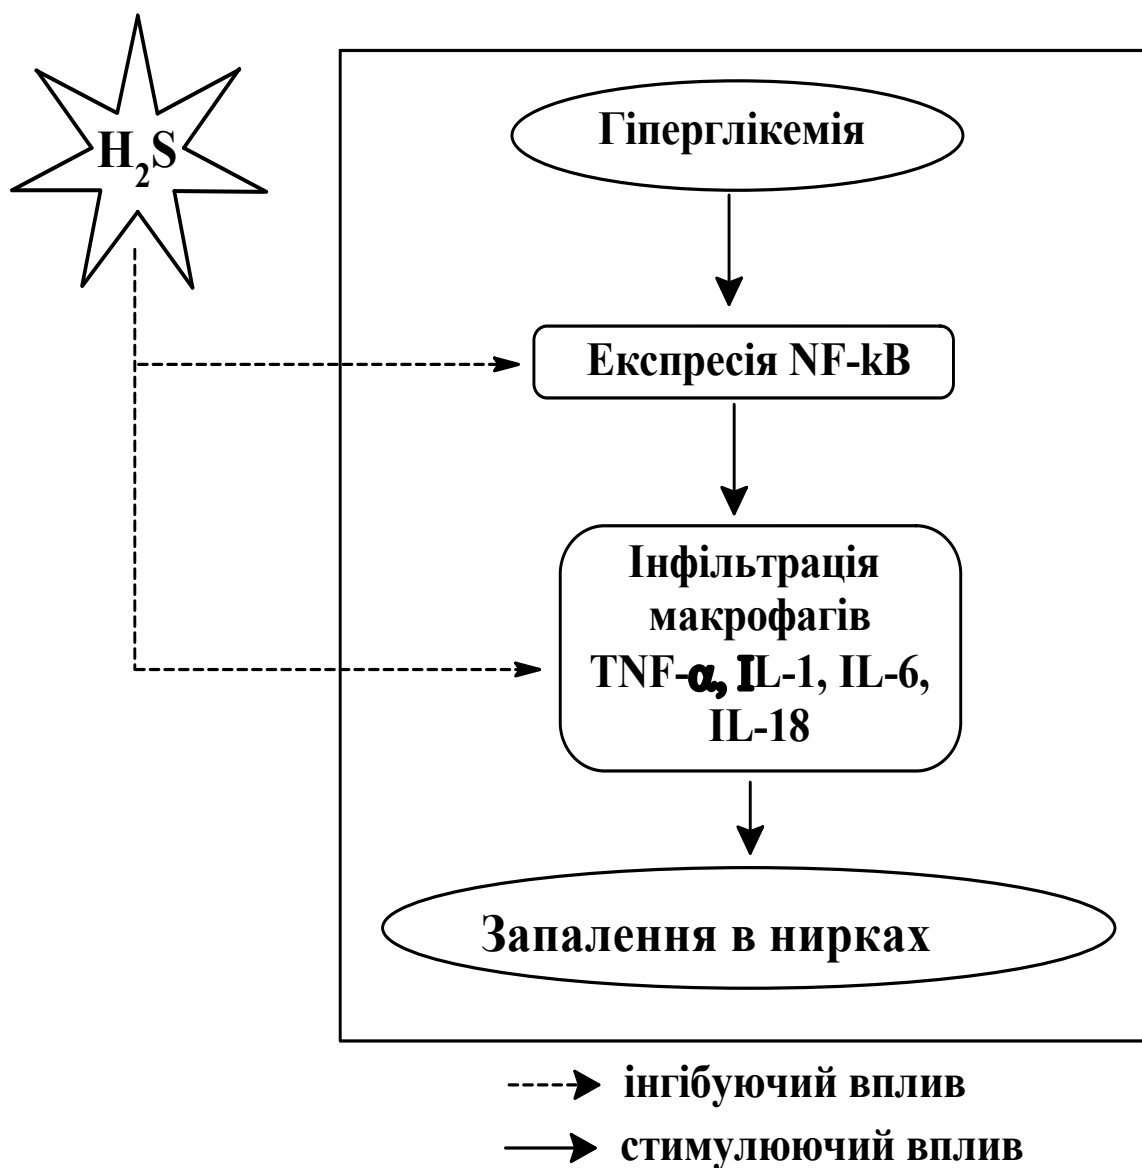 H₂S
Гіперглікемія
Експресія NF-kB
Інфільтрація
макрофагів
TNF-α, IL-1, IL-6,
IL-18
Запалення в нирках
інгібуючий вплив
стимулюючий вплив